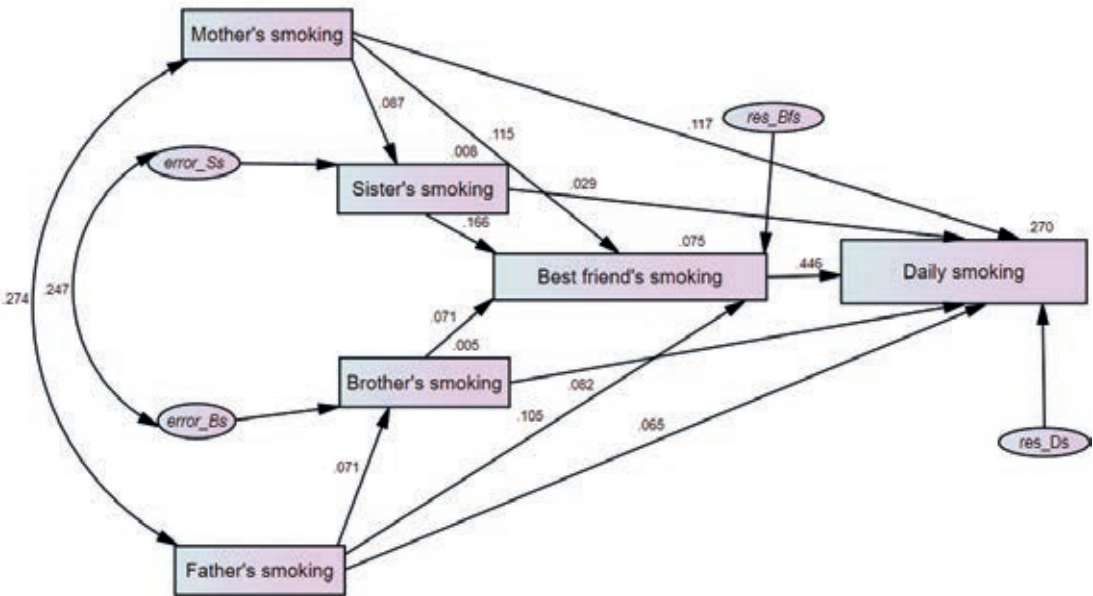 Mother's smoking
.087
.115
.117
res_Bfs
error_Ss
.008
Sister's smoking
.029
.166
.075
.270
Best friend's smoking
.446
Daily smoking
.274
.247
.071
.005
Brother's smoking
.082
error_Bs
.105
.065
res_Ds
.071
Father's smoking